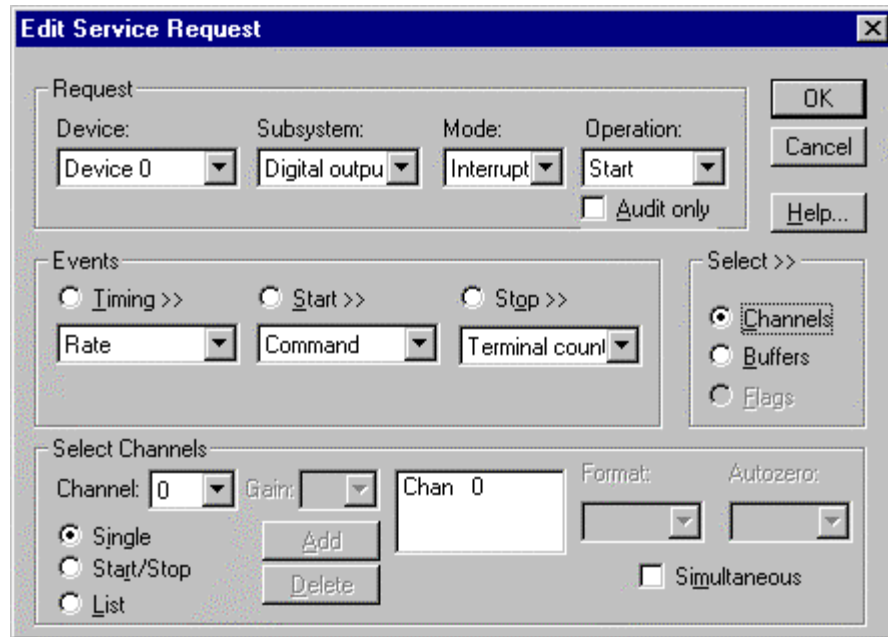 Edit Service Request
Request
OK
Device: Subsystem: Mode: Operation:
Device 0 Digital outpu Interrupt Start
Cancel
Audit only
Help...
Events
Select >>
Timing >> Start >> Stop >>
Channels
Rate Command Terminal count
Buffers
Flags
Select Channels
Channel: 0 Gain: Chan 0 Format: Autozero:
Single Add
Start/Stop
Delete Simultaneous
List